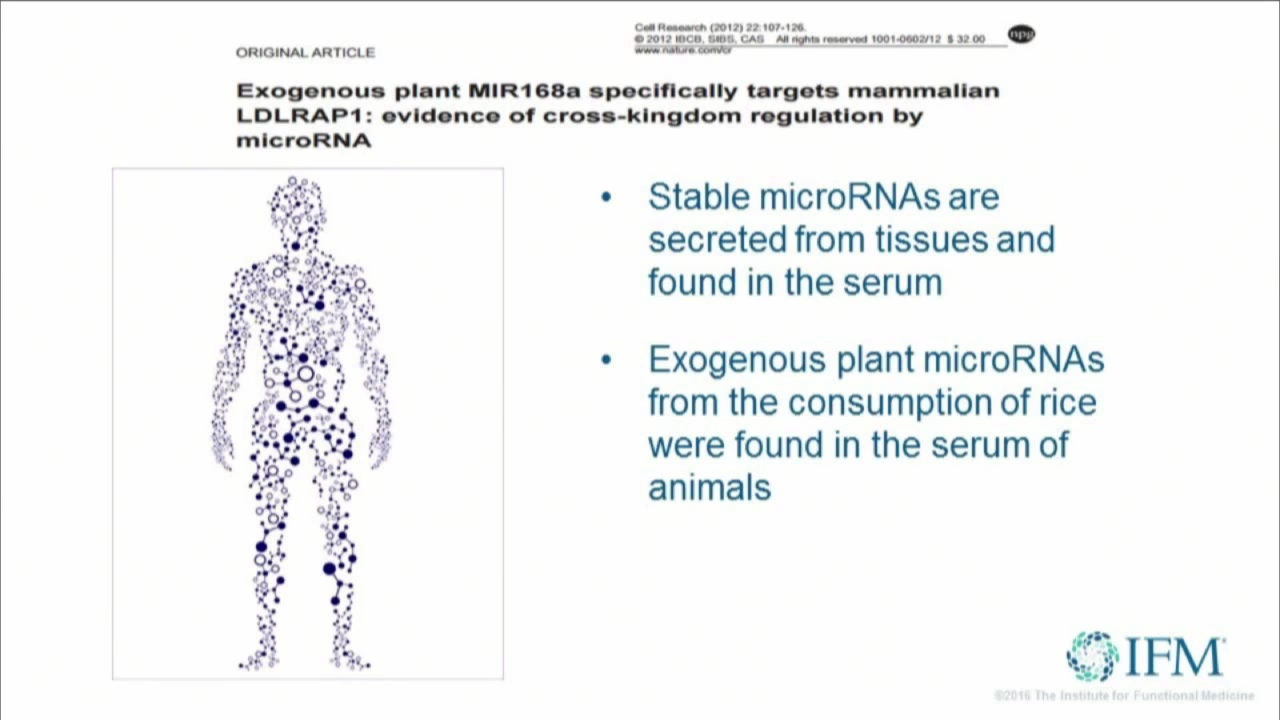 Cell Research (2012) 22:107-126.
© 2012 IBCB, SIBS, CAS All rights reserved 1001-0602/12 $ 32.00
www.nature.com/cr
npg
ORIGINAL ARTICLE
Exogenous plant MIR168a specifically targets mammalian
LDLRAP1: evidence of cross-kingdom regulation by
microRNA
• Stable microRNAs are
secreted from tissues and
found in the serum
• Exogenous plant microRNAs
from the consumption of rice
were found in the serum of
animals
IFM
©2016 The Institute for Functional Medicine